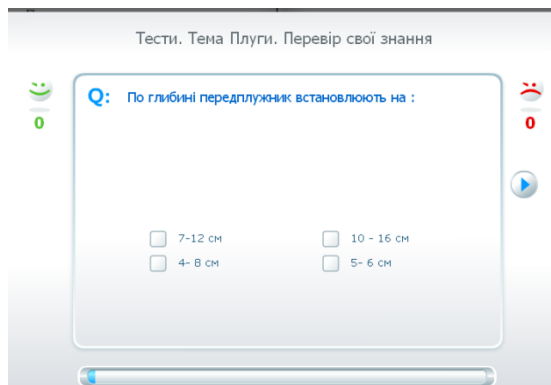 Тести. Тема Плуги. Перевір свої знання
Q: По глибині передплужник встановлюють на :
0
0
7-12 см
10 - 16 см
4- 8 см
5- 6 см